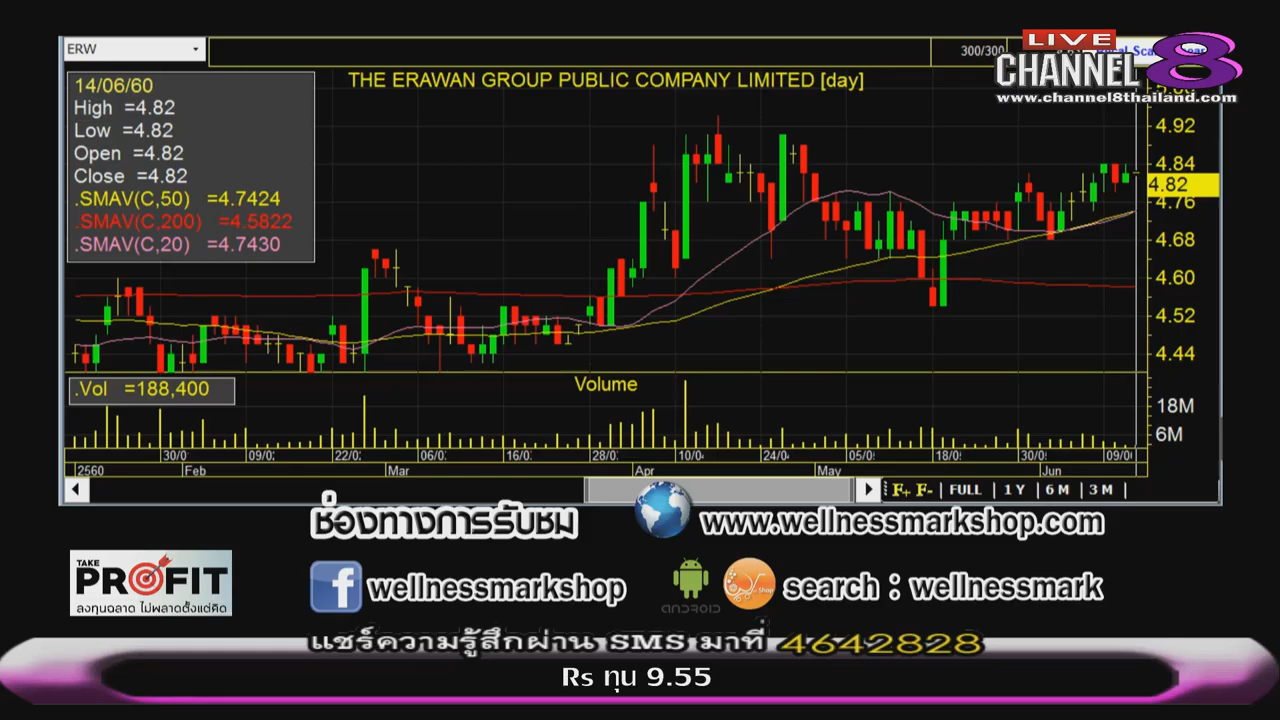 ERW
300/300
LIVE
CHANNEL 8
www.channel8thailand.com
14/06/60
High =4.82
Low =4.82
Open =4.82
Close =4.82
.SMAV(C,50) =4.7424
.SMAV(C,200) =4.5822
.SMAV(C,20) =4.7430
THE ERAWAN GROUP PUBLIC COMPANY LIMITED [day]
4.92
4.84
4.82
4.76
4.68
4.60
4.52
4.44
.Vol =188,400
Volume
18M
6M
30/0 09/0 22/0 06/0 16/0 28/0 10/0 24/0 05/0 18/0 30/0 09/0
2560 Feb Mar Apr May Jun
F+ F- | FULL | 1 Y | 6 M | 3 M |
ช่องทางการรับชม
www.wellnessmarkshop.com
TAKE
PROFIT
ลงทุนฉลาด ไม่พลาดตั้งแต่คิด
wellnessmarkshop
search : wellnessmark
แชร์ความรู้สึกผ่าน SMS มาที่ 4642828
Rs ทุน 9.55